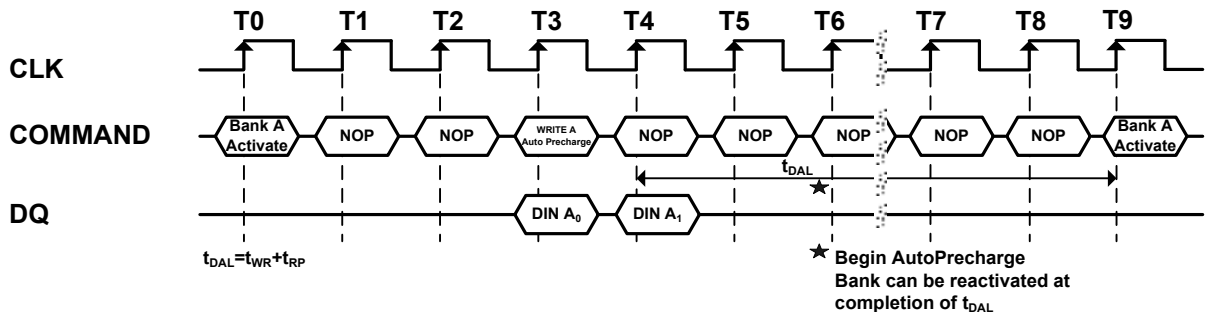 T0 T1 T2 T3 T4 T5 T6 T7 T8 T9
CLK
COMMAND
Bank A
Activate
NOP
NOP
WRITE A
Auto Precharge
NOP
NOP
NOP
NOP
NOP
Bank A
Activate
tDAL
DQ
DIN A0
DIN A1
tDAL=tWR+tRP
Begin AutoPrecharge
Bank can be reactivated at
completion of tDAL